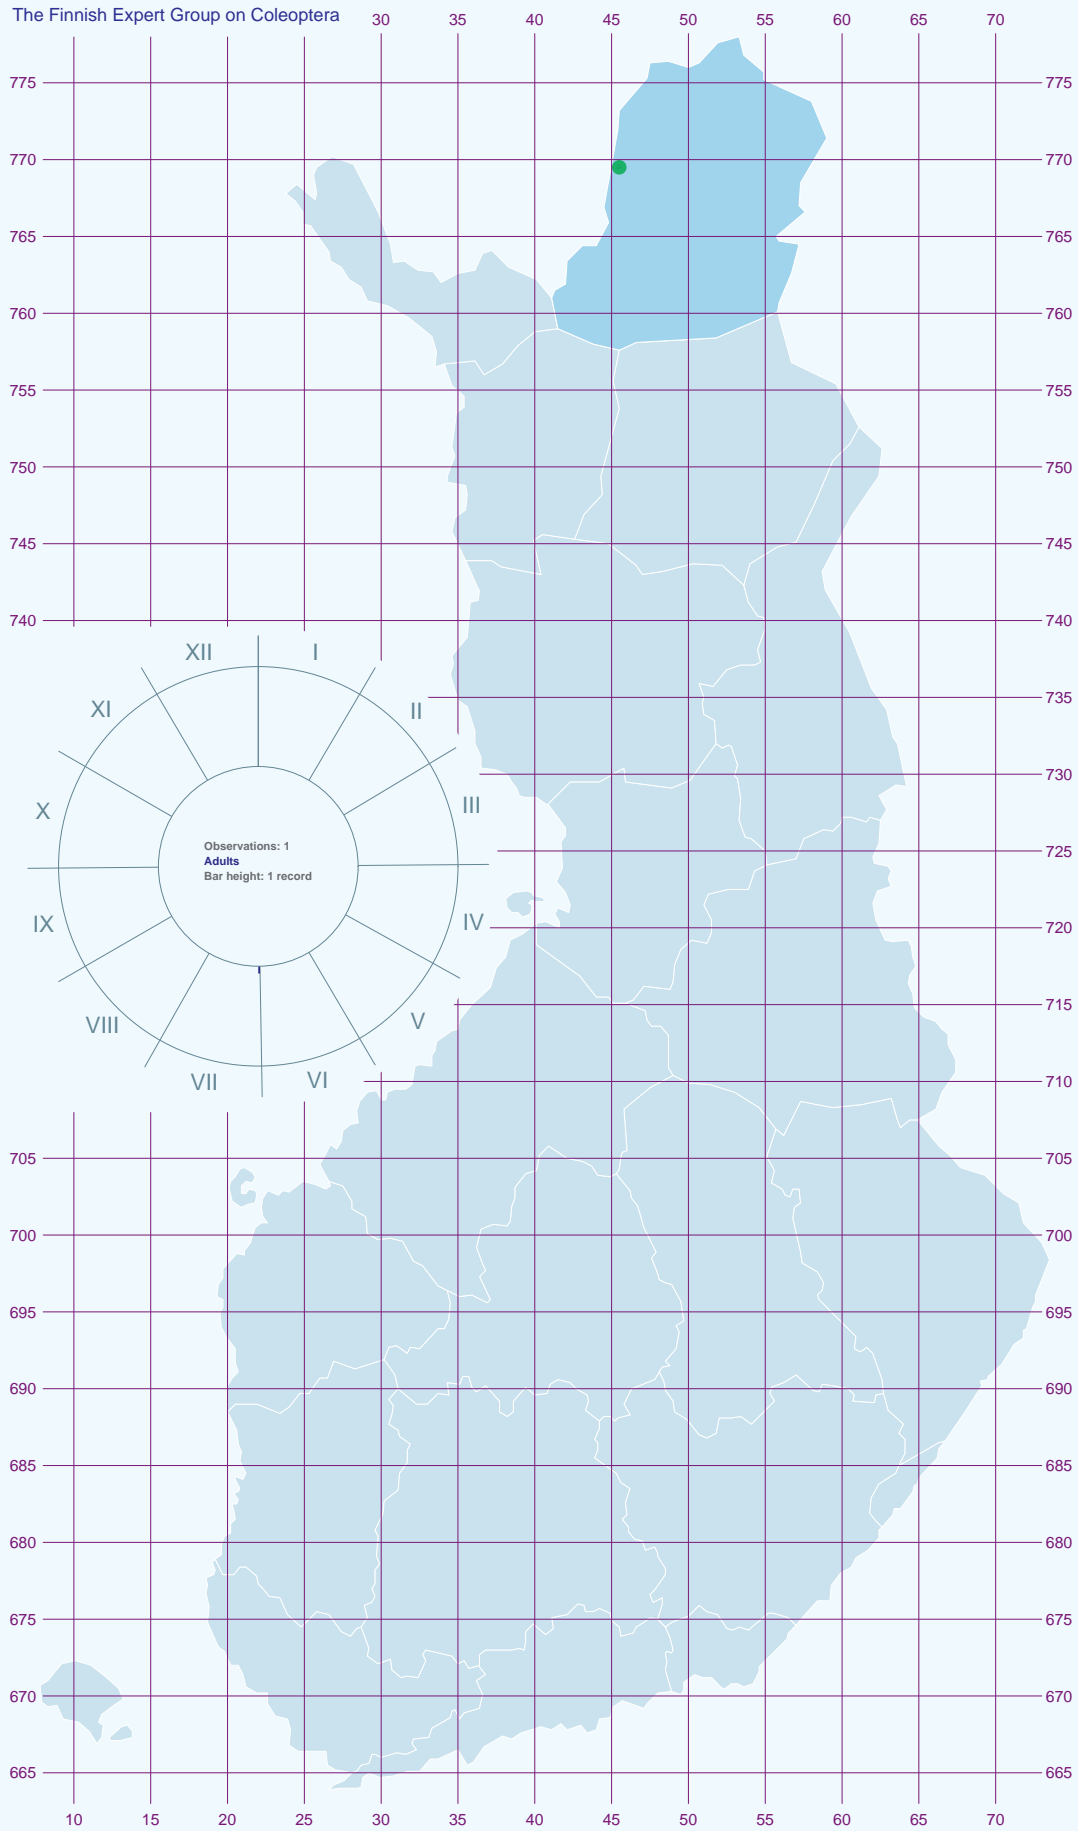 The Finnish Expert Group on Coleoptera
30 35 40 45 50 55 60 65 70
775 775
770 770
765 765
760 760
755 755
750 750
745 745
740 740
XII I
XI II
735
730
X III
Observations: 1
Adults
Bar height: 1 record
725
IX IV
720
VIII V
715
VII VI
710
705 705
700 700
695 695
690 690
685 685
680 680
675 675
670 670
665 665
10 15 20 25 30 35 40 45 50 55 60 65 70